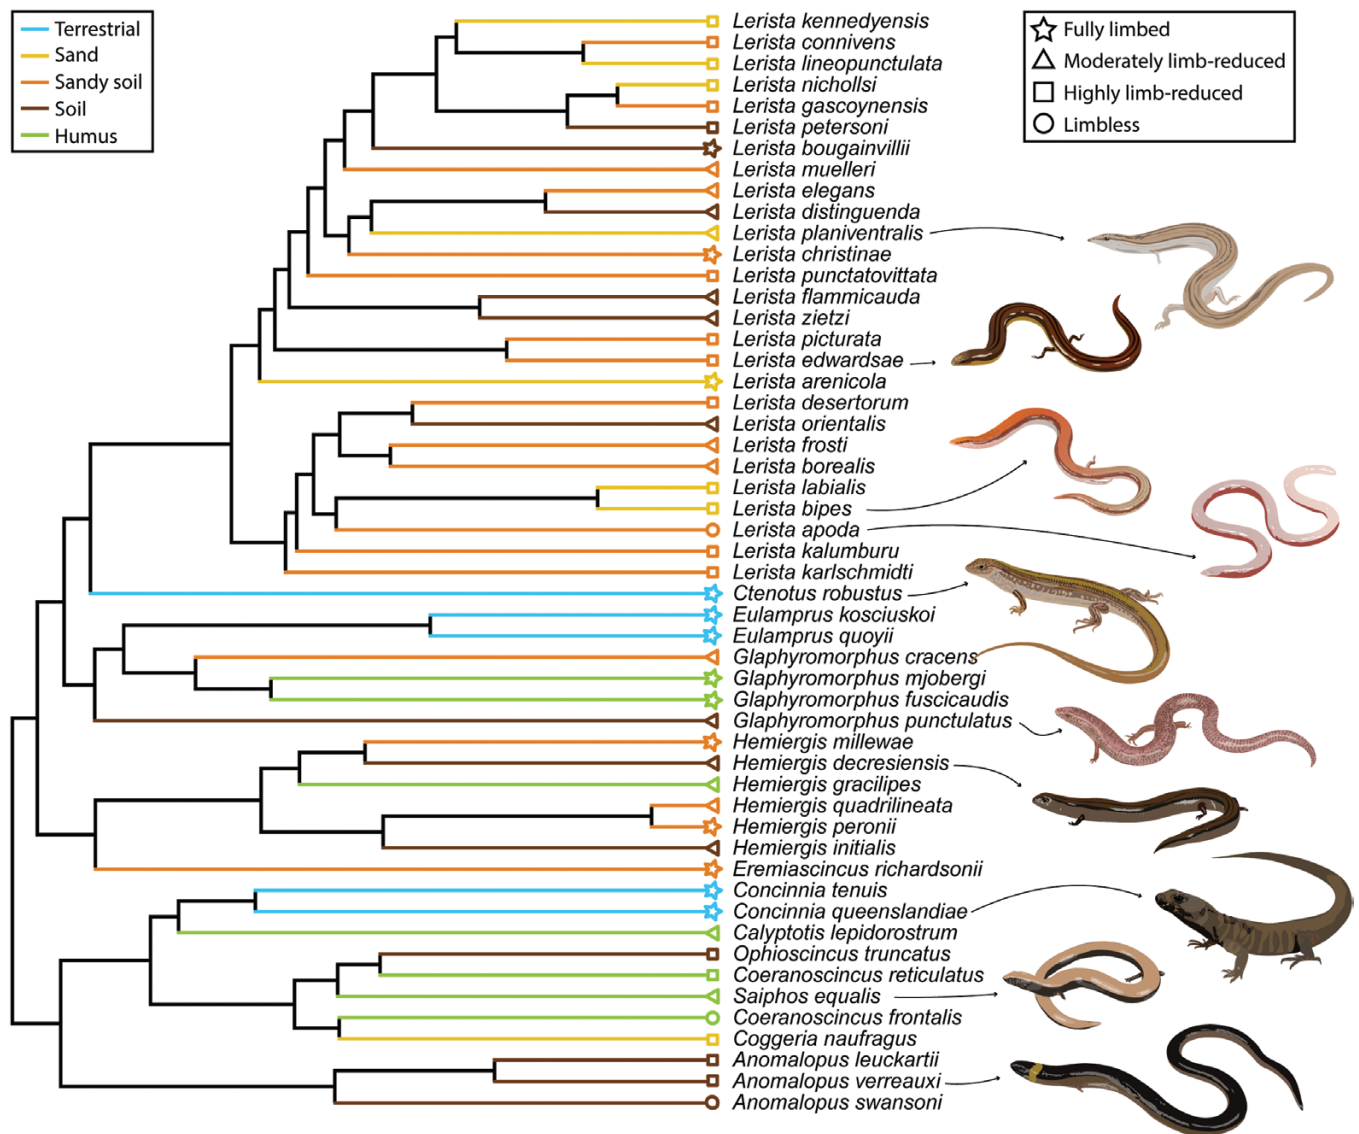 Terrestrial
Sand
Sandy soil
Soil
Humus
Fully limbed
Moderately limb-reduced
Highly limb-reduced
Limbless
Lerista kennedyensis
Lerista connivens
Lerista lineopunctulata
Lerista nichollsi
Lerista gascoynensis
Lerista petersoni
Lerista bougainvillii
Lerista muelleri
Lerista elegans
Lerista distinguenda
Lerista planiventralis
Lerista christinae
Lerista punctatovittata
Lerista flammicauda
Lerista zietzi
Lerista picturata
Lerista edwardsae
Lerista arenicola
Lerista desertorum
Lerista orientalis
Lerista frosti
Lerista borealis
Lerista labialis
Lerista bipes
Lerista apoda
Lerista kalumburu
Lerista karlschmidti
Ctenotus robustus
Eulamprus kosciuskoi
Eulamprus quoyii
Glaphyromorphus cracens
Glaphyromorphus mjobergi
Glaphyromorphus fuscicaudis
Glaphyromorphus punctulatus
Hemiergis millewae
Hemiergis decresiensis
Hemiergis gracilipes
Hemiergis quadrilineata
Hemiergis peronii
Hemiergis initialis
Eremiascincus richardsonii
Concinnia tenuis
Concinnia queenslandiae
Calyptotis lepidorostrum
Ophioscincus truncatus
Coeranoscincus reticulatus
Saiphos equalis
Coeranoscincus frontalis
Coggeria naufragus
Anomalopus leuckartii
Anomalopus verreauxi
Anomalopus swansoni